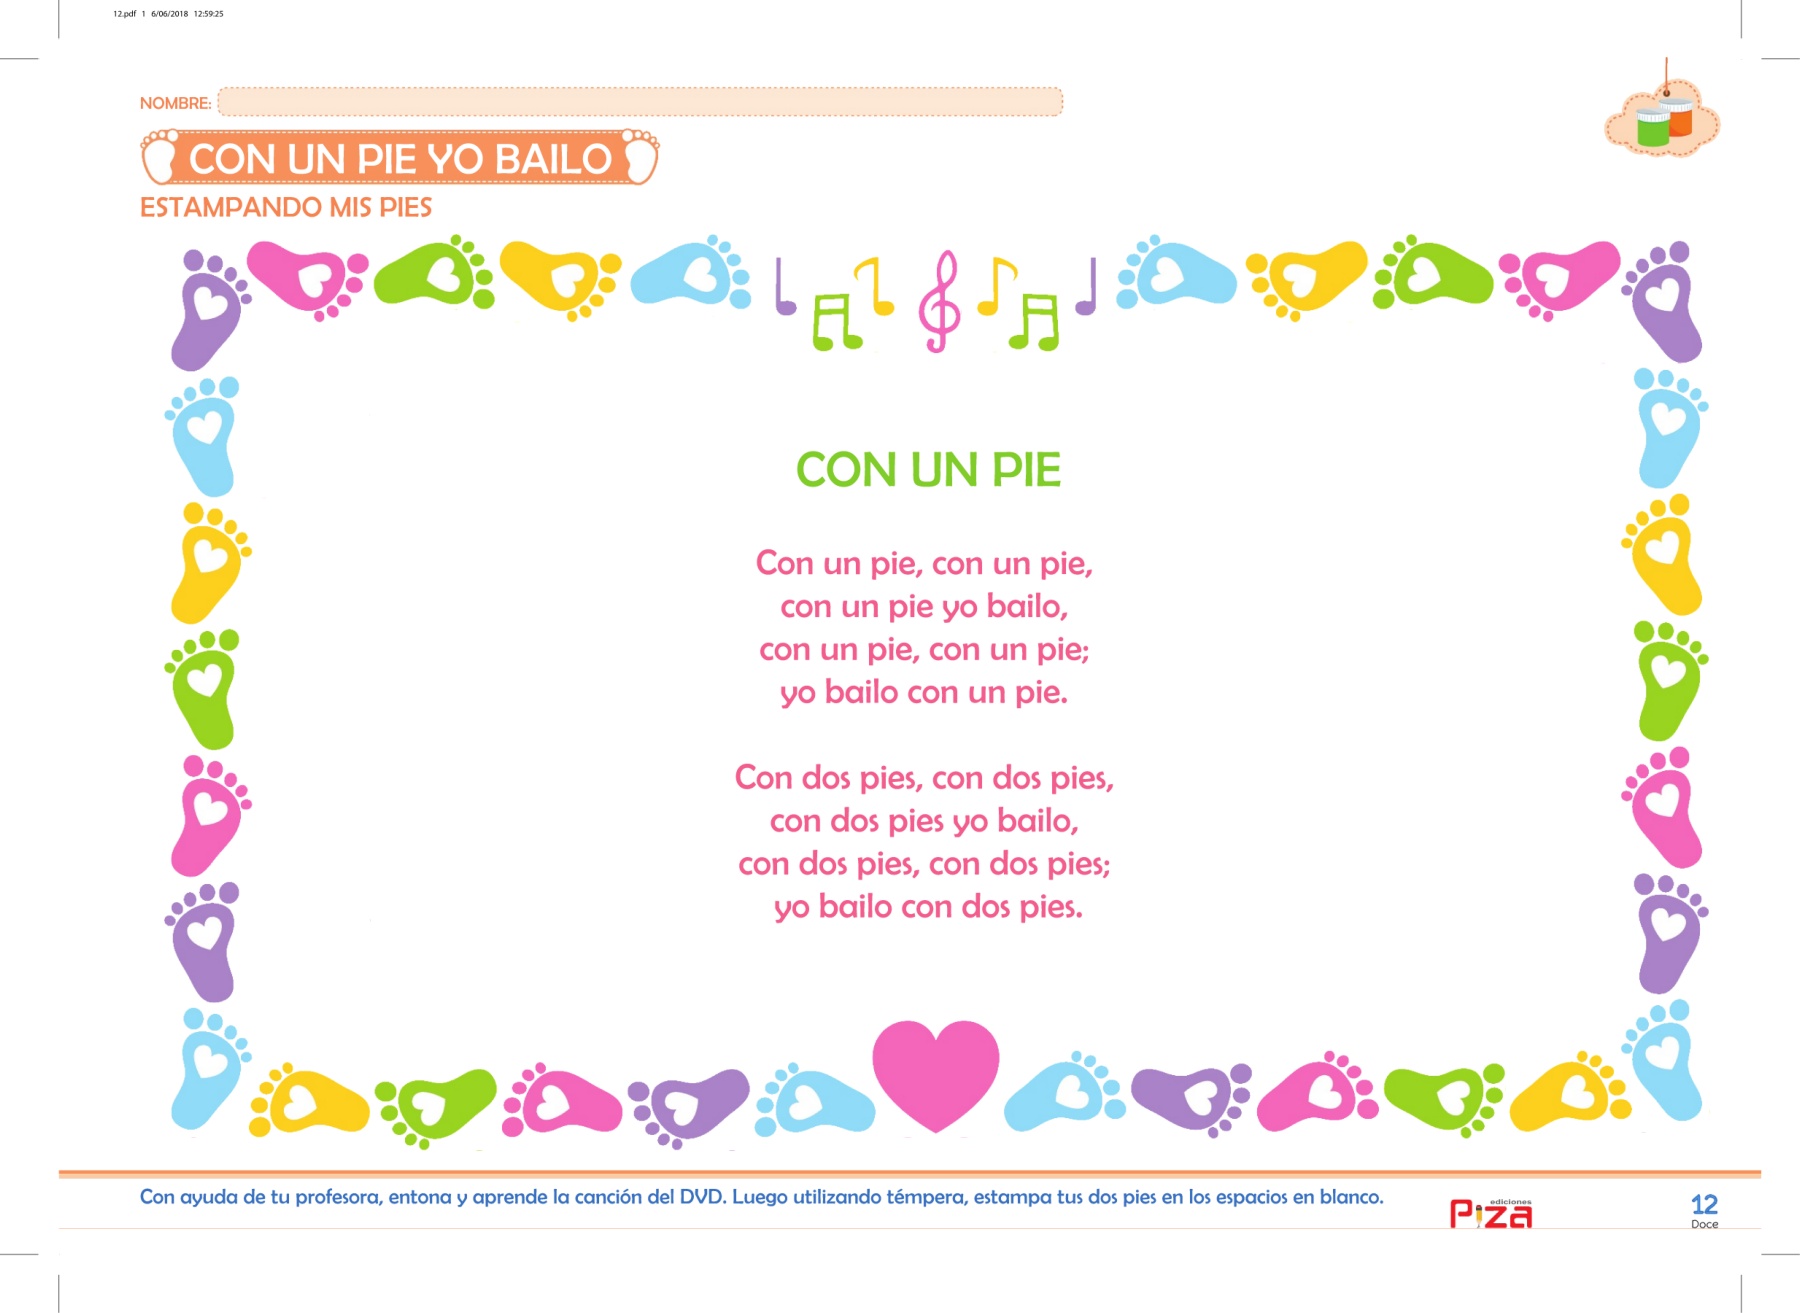 12.pdf 1 6/06/2018 12:59:25
NOMBRE:
CON UN PIE YO BAILO
ESTAMPANDO MIS PIES
CON UN PIE
Con un pie, con un pie,
con un pie yo bailo,
con un pie, con un pie;
yo bailo con un pie.
Con dos pies, con dos pies,
con dos pies yo bailo,
con dos pies, con dos pies;
yo bailo con dos pies.
Con ayuda de tu profesora, entona y aprende la canción del DVD. Luego utilizando témpera, estampa tus dos pies en los espacios en blanco.
ediciones
Piza
12
Doce